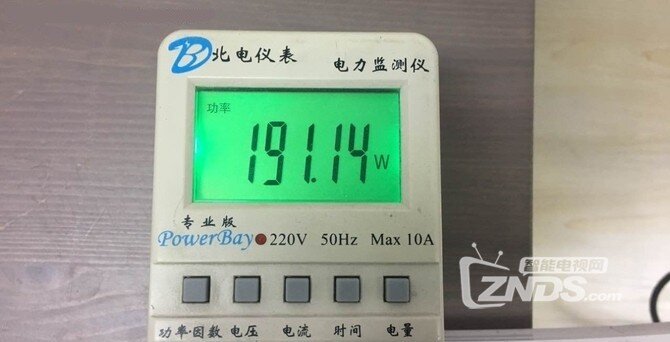 北电仪表
电力监测仪
功率
191.14W
专业版
PowerBay 220V 50Hz Max 10A
智能电视网
ZNDS.com
功率·因数 电压 电流 时间 电量